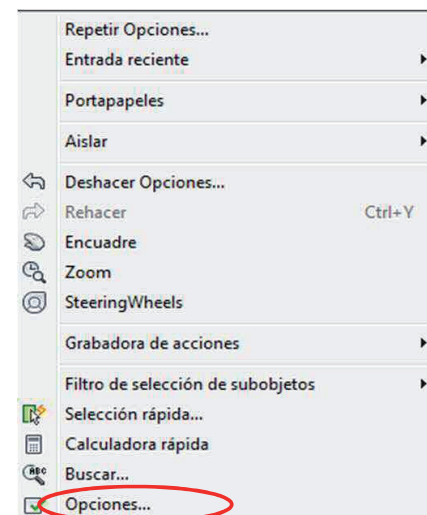 Repetir Opciones...
Entrada reciente
Portapapeles
Aislar
Deshacer Opciones...
Rehacer Ctrl+Y
Encuadre
Zoom
SteeringWheels
Grabadora de acciones
Filtro de selección de subobjetos
Selección rápida...
Calculadora rápida
Buscar...
Opciones...